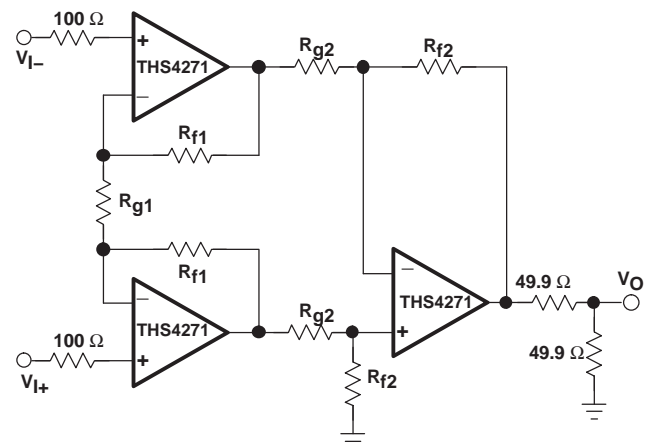 100 Ω
V_I−
+
THS4271
−
R_f1
R_g1
R_f1
−
THS4271
+
100 Ω
V_I+
R_g2
R_f2
R_g2
R_f2
−
THS4271
+
49.9 Ω
V_O
49.9 Ω